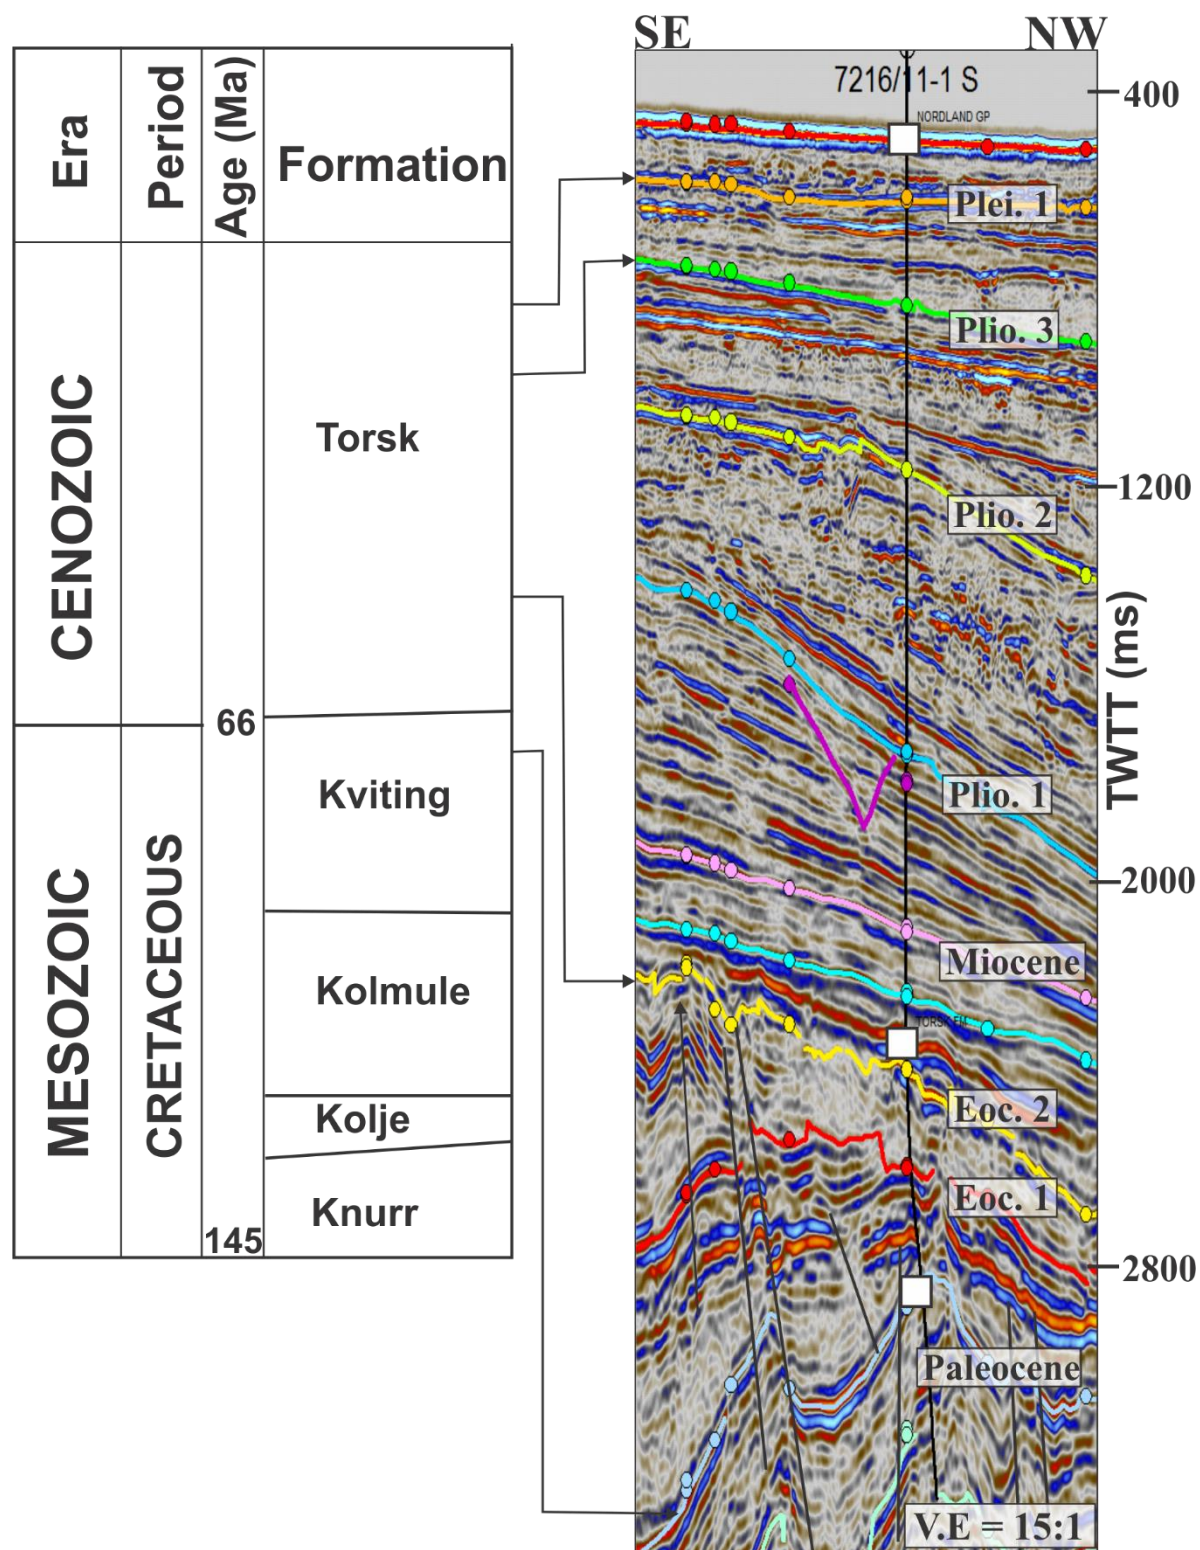 SE
NW
Era
Period
Age (Ma)
Formation
CENOZOIC
Torsk
66
MESOZOIC
CRETACEOUS
Kviting
Kolmule
Kolje
Knurr
145
7216/11-1 S
NORDLAND GP
Plei. 1
Plio. 3
Plio. 2
Plio. 1
Miocene
TORSK FM
Eoc. 2
Eoc. 1
Paleocene
V.E = 15:1
400
1200
TWTT (ms)
2000
2800